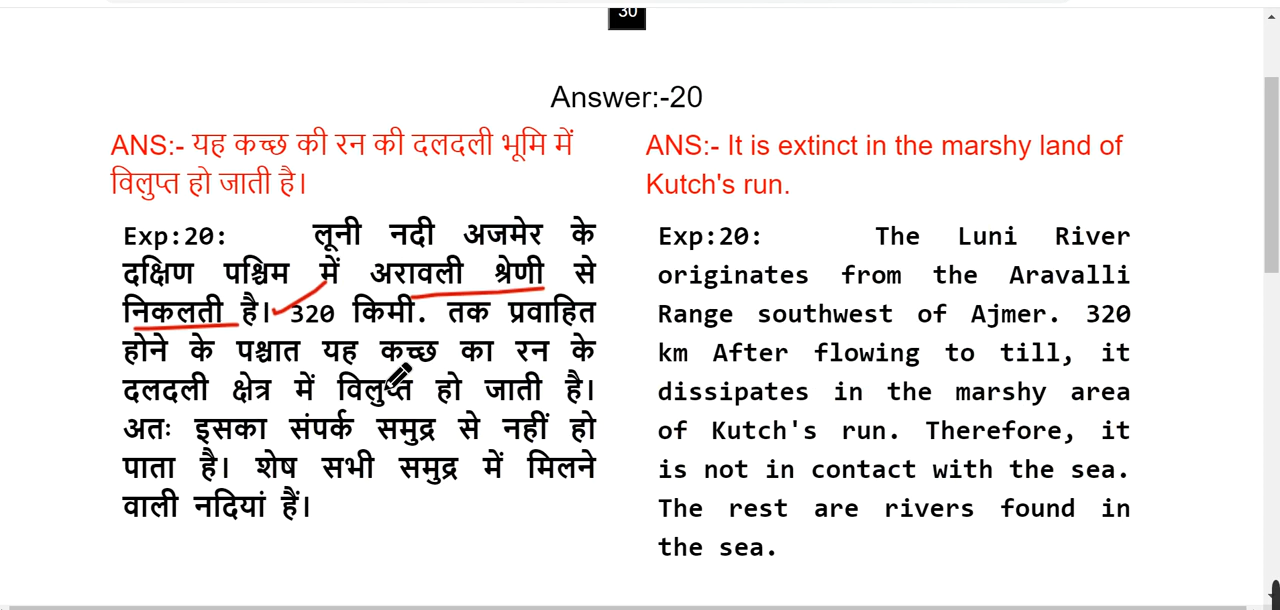 30
Answer:-20
ANS:- यह कच्छ की रन की दलदली भूमि में
विलुप्त हो जाती है।
Exp:20: लूनी नदी अजमेर के
दक्षिण पश्चिम में अरावली श्रेणी से
निकलती है। 320 किमी. तक प्रवाहित
होने के पश्चात यह कच्छ का रन के
दलदली क्षेत्र में विलुप्त हो जाती है।
अतः इसका संपर्क समुद्र से नहीं हो
पाता है। शेष सभी समुद्र में मिलने
वाली नदियां हैं।
ANS:- It is extinct in the marshy land of
Kutch's run.
Exp:20: The Luni River
originates from the Aravalli
Range southwest of Ajmer. 320
km After flowing to till, it
dissipates in the marshy area
of Kutch's run. Therefore, it
is not in contact with the sea.
The rest are rivers found in
the sea.